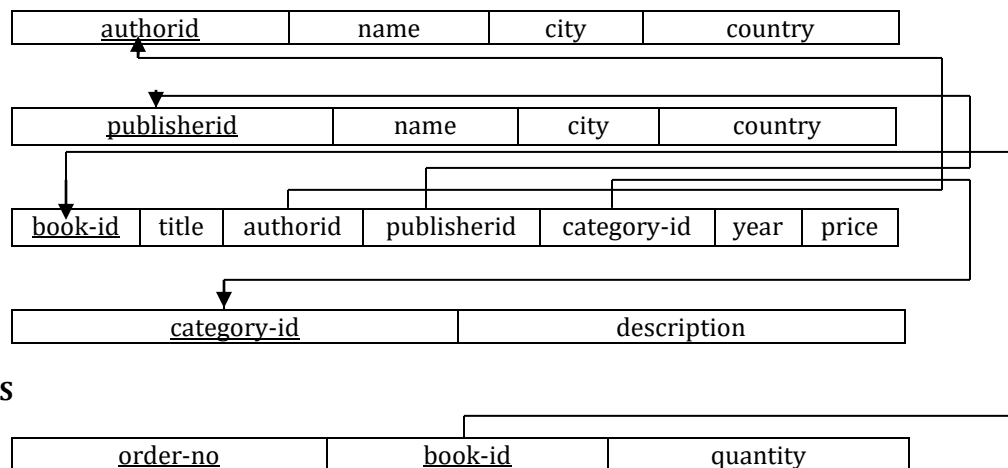 authorid name city country
publisherid name city country
book-id title authorid publisherid category-id year price
category-id description
S
order-no book-id quantity